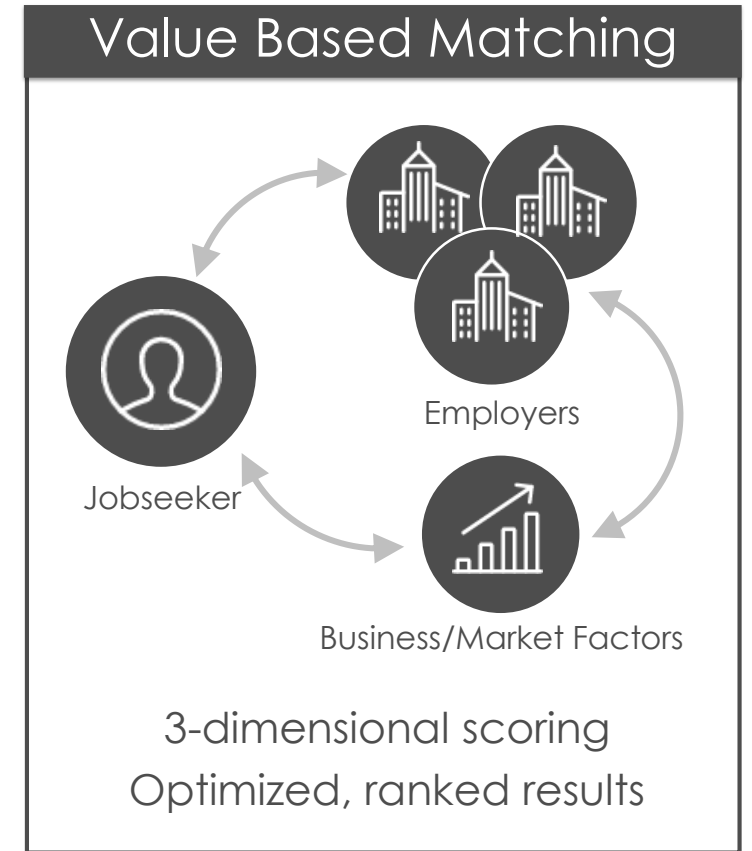 Value Based Matching
Employers
Jobseeker
Business/Market Factors
3-dimensional scoring
Optimized, ranked results